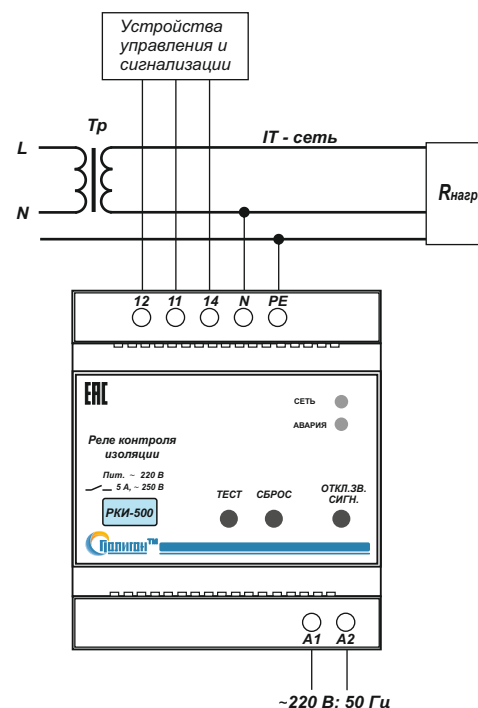 Устройства
управления и
сигнализации
Тр
L
IT - сеть
Rнагр
N
12 11 14 N PE
EAC
СЕТЬ
АВАРИЯ
Реле контроля
изоляции
Пит. ~ 220 В
5 А, ~ 250 В
РКИ-500
ТЕСТ СБРОС ОТКЛ.ЗВ.
СИГН.
Полигон™
A1 A2
~220 В; 50 Гц